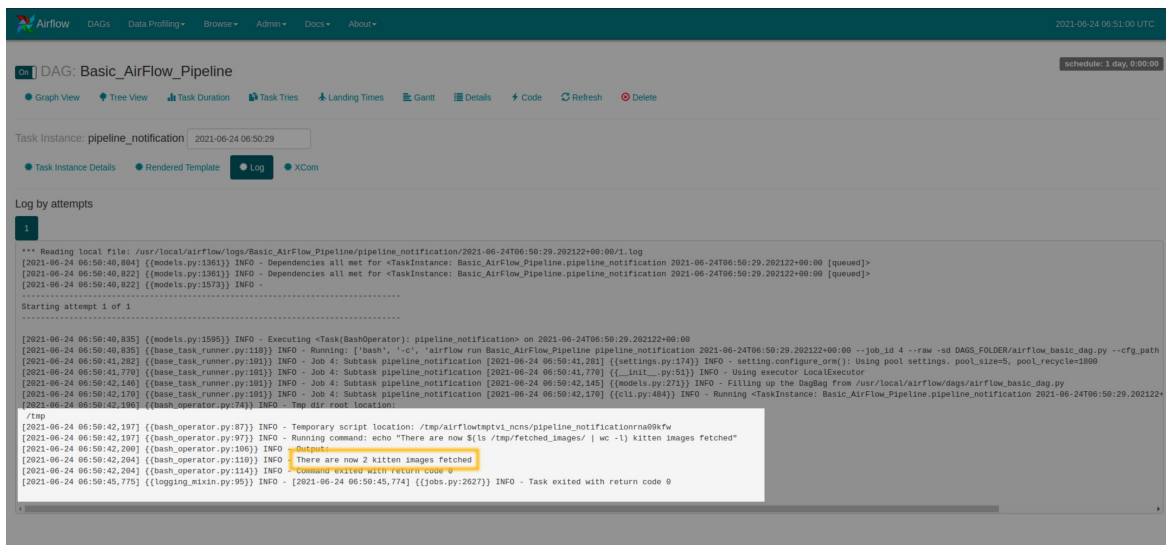 Airflow DAGs Data Profiling Browse Admin Docs About 2021-06-24 06:51:00 UTC
On DAG: Basic_AirFlow_Pipeline schedule: 1 day, 0:00:00
Graph View Tree View Task Duration Task Tries Landing Times Gantt Details Code Refresh Delete
Task Instance: pipeline_notification 2021-06-24 06:50:29
Task Instance Details Rendered Template Log XCom
Log by attempts
1
*** Reading local file: /usr/local/airflow/logs/Basic_AirFlow_Pipeline/pipeline_notification/2021-06-24T06:50:29.202122+00:00/1.log
[2021-06-24 06:50:40,804] {{models.py:1361}} INFO - Dependencies all met for <TaskInstance: Basic_AirFlow_Pipeline.pipeline_notification 2021-06-24T06:50:29.202122+00:00 [queued]>
[2021-06-24 06:50:40,822] {{models.py:1361}} INFO - Dependencies all met for <TaskInstance: Basic_AirFlow_Pipeline.pipeline_notification 2021-06-24T06:50:29.202122+00:00 [queued]>
[2021-06-24 06:50:40,822] {{models.py:1573}} INFO -
--------------------------------------------------------------------------------
Starting attempt 1 of 1
--------------------------------------------------------------------------------
[2021-06-24 06:50:40,835] {{models.py:1595}} INFO - Executing <Task(BashOperator): pipeline_notification> on 2021-06-24T06:50:29.202122+00:00
[2021-06-24 06:50:40,835] {{base_task_runner.py:118}} INFO - Running: ['bash', '-c', 'airflow run Basic_AirFlow_Pipeline pipeline_notification 2021-06-24T06:50:29.202122+00:00 --job_id 4 --raw -sd DAGS_FOLDER/airflow_basic_dag.py --cfg_path
[2021-06-24 06:50:41,282] {{base_task_runner.py:101}} INFO - Job 4: Subtask pipeline_notification [2021-06-24 06:50:41,281] {{settings.py:174}} INFO - setting.configure_orm(): Using pool settings. pool_size=5, pool_recycle=1800
[2021-06-24 06:50:41,770] {{base_task_runner.py:101}} INFO - Job 4: Subtask pipeline_notification [2021-06-24 06:50:41,770] {{__init__.py:51}} INFO - Using executor LocalExecutor
[2021-06-24 06:50:42,146] {{base_task_runner.py:101}} INFO - Job 4: Subtask pipeline_notification [2021-06-24 06:50:42,145] {{models.py:271}} INFO - Filling up the DagBag from /usr/local/airflow/dags/airflow_basic_dag.py
[2021-06-24 06:50:42,170] {{base_task_runner.py:101}} INFO - Job 4: Subtask pipeline_notification [2021-06-24 06:50:42,170] {{cli.py:484}} INFO - Running <TaskInstance: Basic_AirFlow_Pipeline.pipeline_notification 2021-06-24T06:50:29.202122+
[2021-06-24 06:50:42,196] {{bash_operator.py:74}} INFO - Tmp dir root location:
/tmp
[2021-06-24 06:50:42,197] {{bash_operator.py:87}} INFO - Temporary script location: /tmp/airflowtmptvi_ncns/pipeline_notificationrna09kfw
[2021-06-24 06:50:42,197] {{bash_operator.py:97}} INFO - Running command: echo "There are now $(ls /tmp/fetched_images/ | wc -l) kitten images fetched"
[2021-06-24 06:50:42,200] {{bash_operator.py:106}} INFO - Output:
[2021-06-24 06:50:42,204] {{bash_operator.py:110}} INFO - There are now 2 kitten images fetched
[2021-06-24 06:50:42,204] {{bash_operator.py:114}} INFO - Command exited with return code 0
[2021-06-24 06:50:45,775] {{logging_mixin.py:95}} INFO - [2021-06-24 06:50:45,774] {{jobs.py:2627}} INFO - Task exited with return code 0